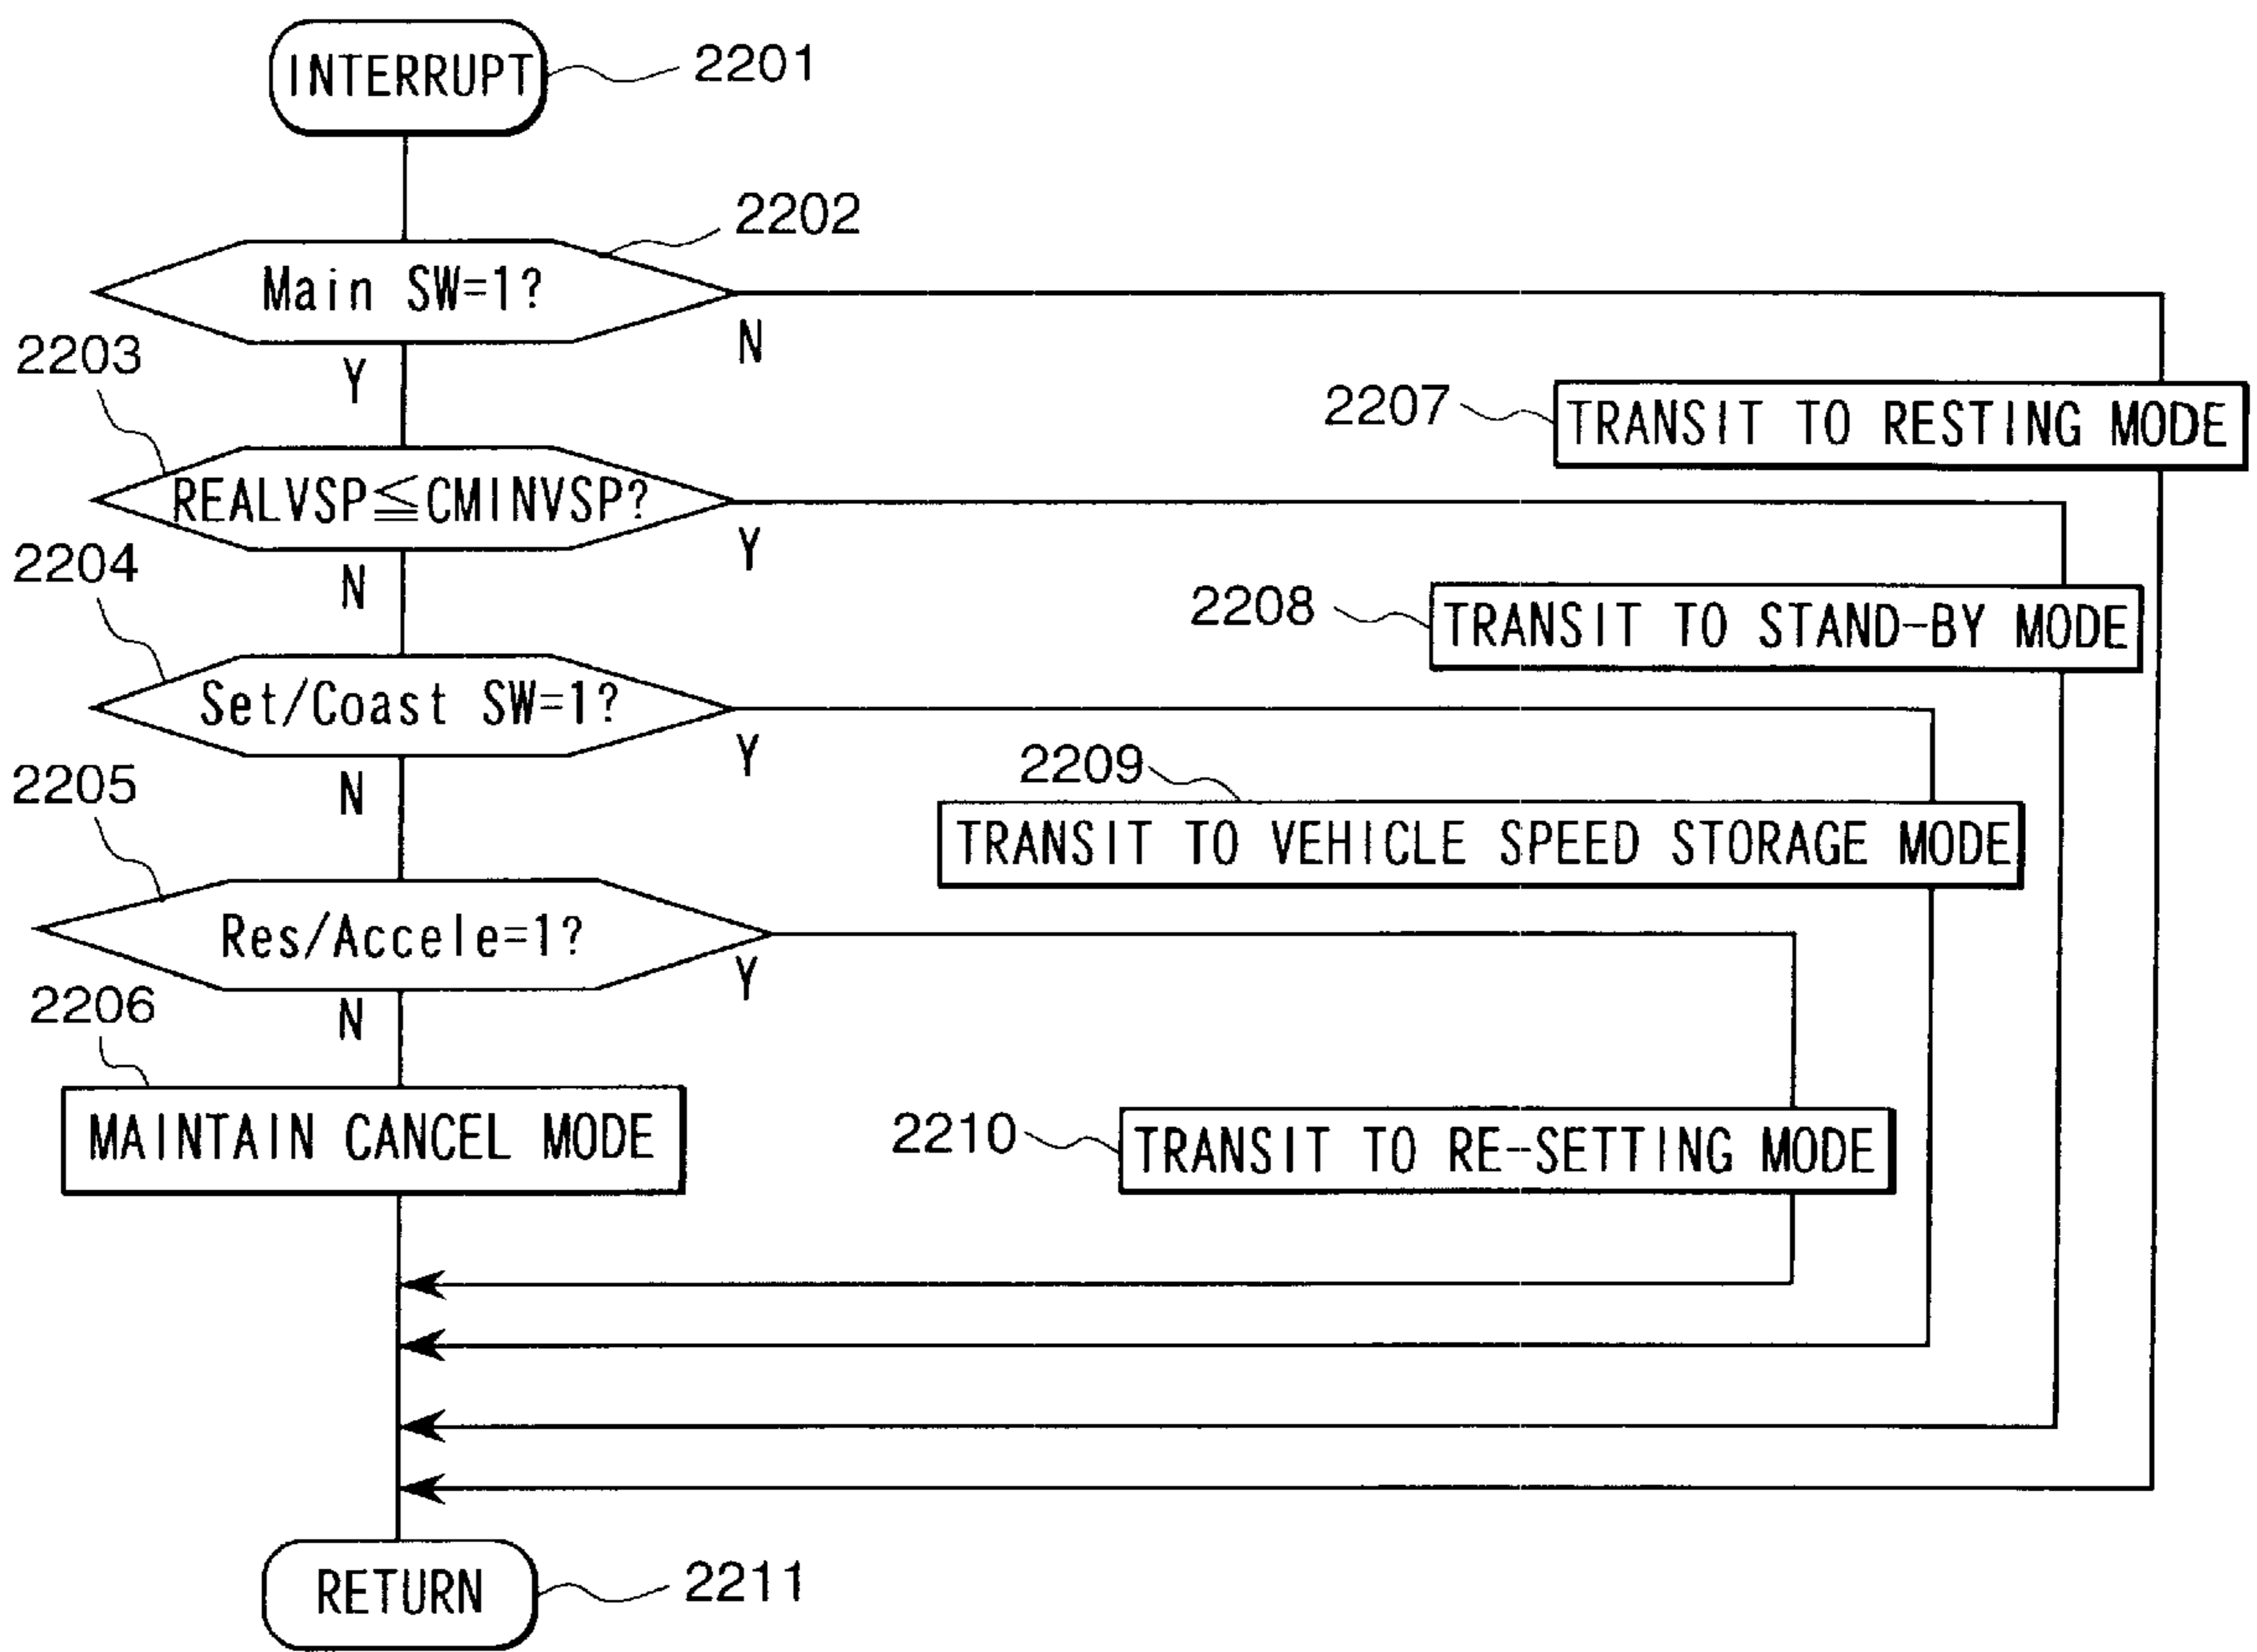 INTERRUPT
2201
2202
Main SW=1?
N
Y
2203
2207
TRANSIT TO RESTING MODE
REALVSP≦CMINVSP?
Y
N
2204
2208
TRANSIT TO STAND-BY MODE
Set/Coast SW=1?
Y
N
2205
2209
TRANSIT TO VEHICLE SPEED STORAGE MODE
Res/Accele=1?
Y
N
2206
MAINTAIN CANCEL MODE
2210
TRANSIT TO RE-SETTING MODE
RETURN
2211